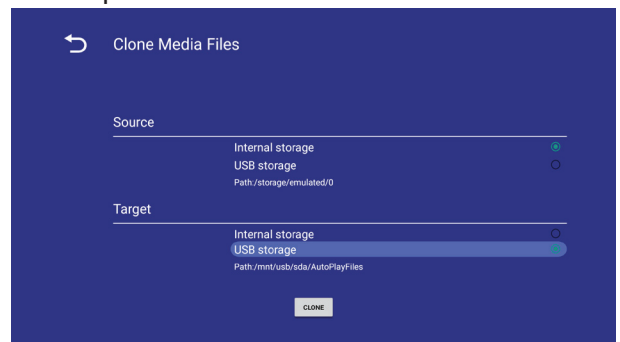 Clone Media Files
Source
Internal storage
USB storage
Path:/storage/emulated/0
Target
Internal storage
USB storage
Path:/mnt/usb/sda/AutoPlayFiles
CLONE